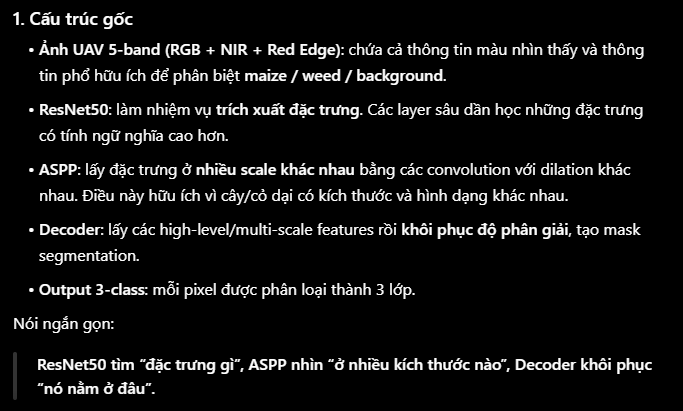 1. Cấu trúc gốc
• Ảnh UAV 5-band (RGB + NIR + Red Edge): chứa cả thông tin màu nhìn thấy và thông
tin phổ hữu ích để phân biệt maize / weed / background.
• ResNet50: làm nhiệm vụ trích xuất đặc trưng. Các layer sâu dần học những đặc trưng
có tính ngữ nghĩa cao hơn.
• ASPP: lấy đặc trưng ở nhiều scale khác nhau bằng các convolution với dilation khác
nhau. Điều này hữu ích vì cây/cỏ dại có kích thước và hình dạng khác nhau.
• Decoder: lấy các high-level/multi-scale features rồi khôi phục độ phân giải, tạo mask
segmentation.
• Output 3-class: mỗi pixel được phân loại thành 3 lớp.
Nói ngắn gọn:
ResNet50 tìm “đặc trưng gì”, ASPP nhìn “ở nhiều kích thước nào”, Decoder khôi phục
“nó nằm ở đâu”.